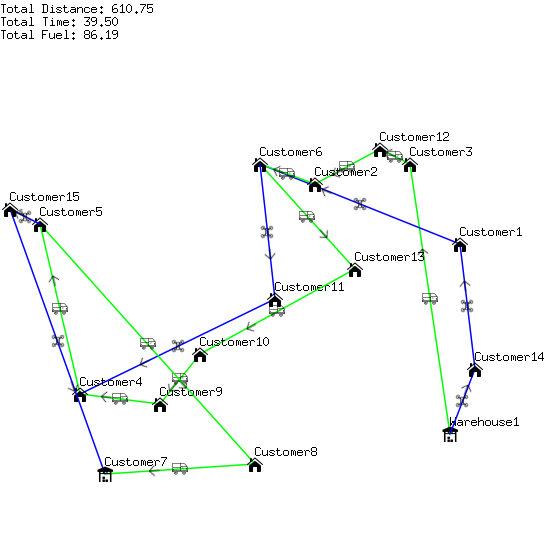 Total Distance: 610.75
Total Time: 39.50
Total Fuel: 86.19
Customer12
Customer6
Customer3
Customer2
Customer15
Customer5
Customer1
Customer13
Customer11
Customer10
Customer14
Customer4
Customer9
Warehouse1
Customer8
Customer7